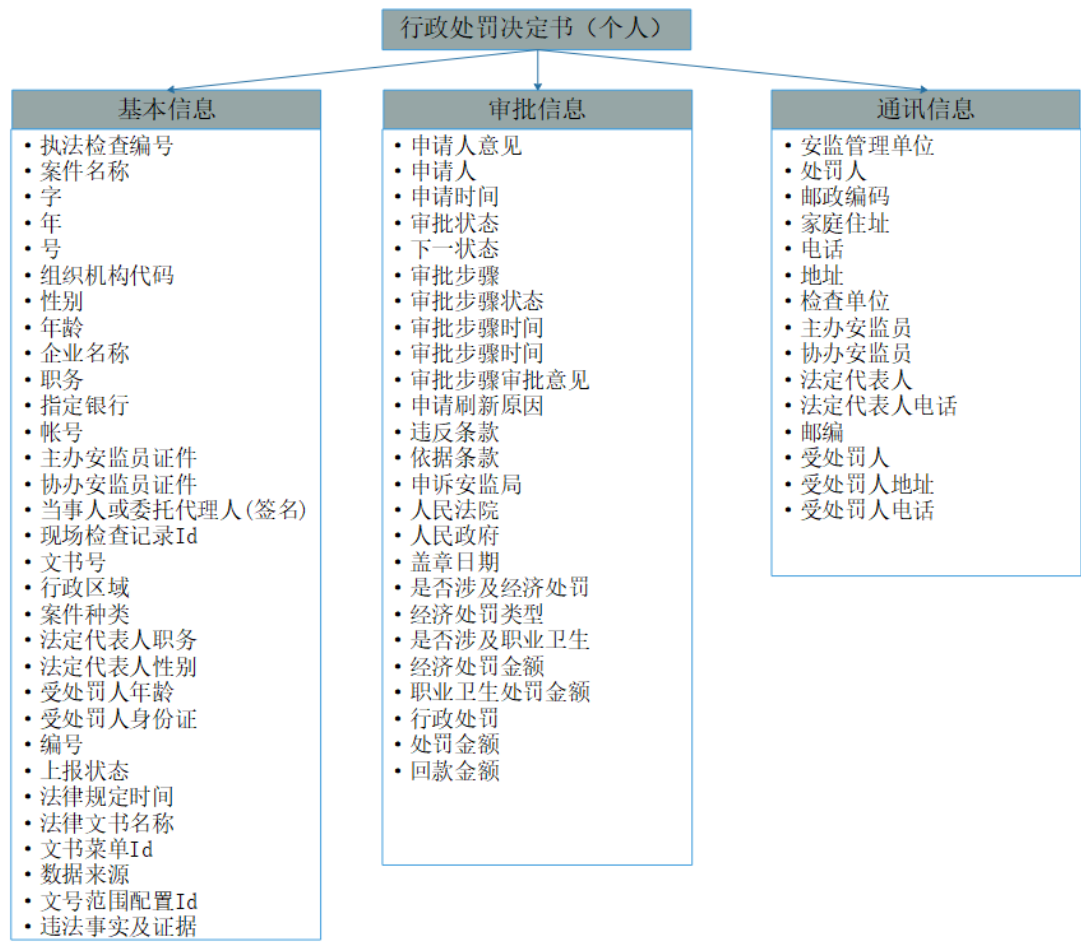 行政处罚决定书（个人）
基本信息
• 执法检查编号
• 案件名称
• 字
• 年
• 号
• 组织机构代码
• 性别
• 年龄
• 企业名称
• 职务
• 指定银行
• 帐号
• 主办安监员证件
• 协办安监员证件
• 当事人或委托代理人(签名)
• 现场检查记录Id
• 文书号
• 行政区域
• 案件种类
• 法定代表人职务
• 法定代表人性别
• 受处罚人年龄
• 受处罚人身份证
• 编号
• 上报状态
• 法律规定时间
• 法律文书名称
• 文书菜单Id
• 数据来源
• 文号范围配置Id
• 违法事实及证据
审批信息
• 申请人意见
• 申请人
• 申请时间
• 审批状态
• 下一状态
• 审批步骤
• 审批步骤状态
• 审批步骤时间
• 审批步骤时间
• 审批步骤审批意见
• 申请刷新原因
• 违反条款
• 依据条款
• 申诉安监局
• 人民法院
• 人民政府
• 盖章日期
• 是否涉及经济处罚
• 经济处罚类型
• 是否涉及职业卫生
• 经济处罚金额
• 职业卫生处罚金额
• 行政处罚
• 处罚金额
• 回款金额
通讯信息
• 安监管理单位
• 处罚人
• 邮政编码
• 家庭住址
• 电话
• 地址
• 检查单位
• 主办安监员
• 协办安监员
• 法定代表人
• 法定代表人电话
• 邮编
• 受处罚人
• 受处罚人地址
• 受处罚人电话